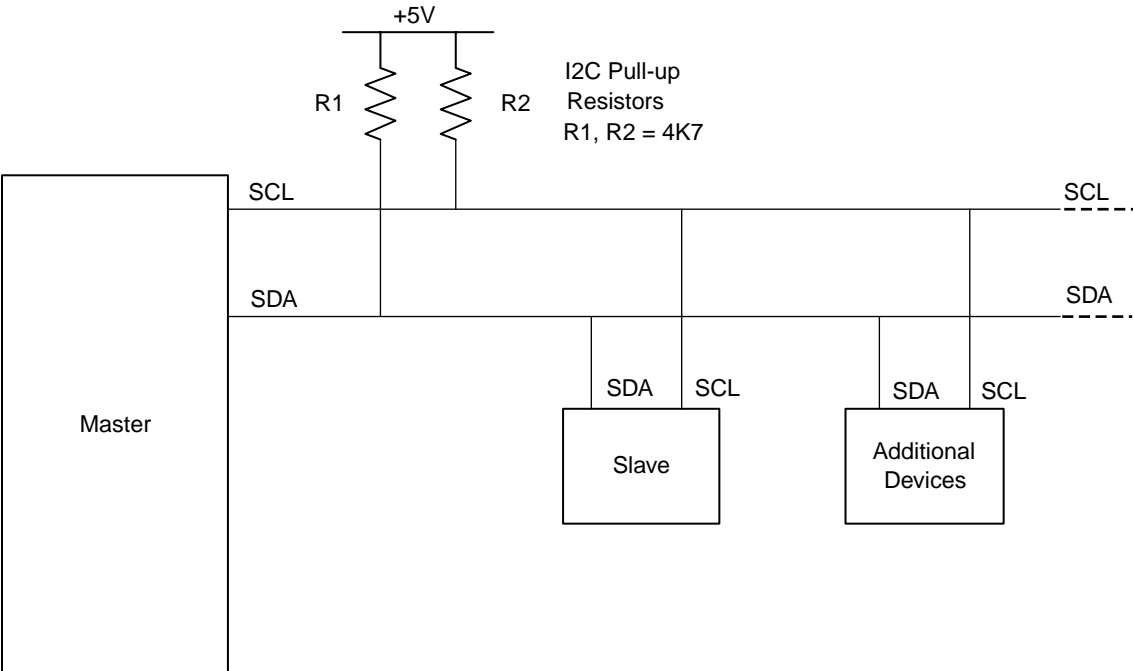 +5V
R1
R2
I2C Pull-up
Resistors
R1, R2 = 4K7
SCL
SCL
SDA
SDA
SDA
SCL
SDA
SCL
Master
Slave
Additional
Devices